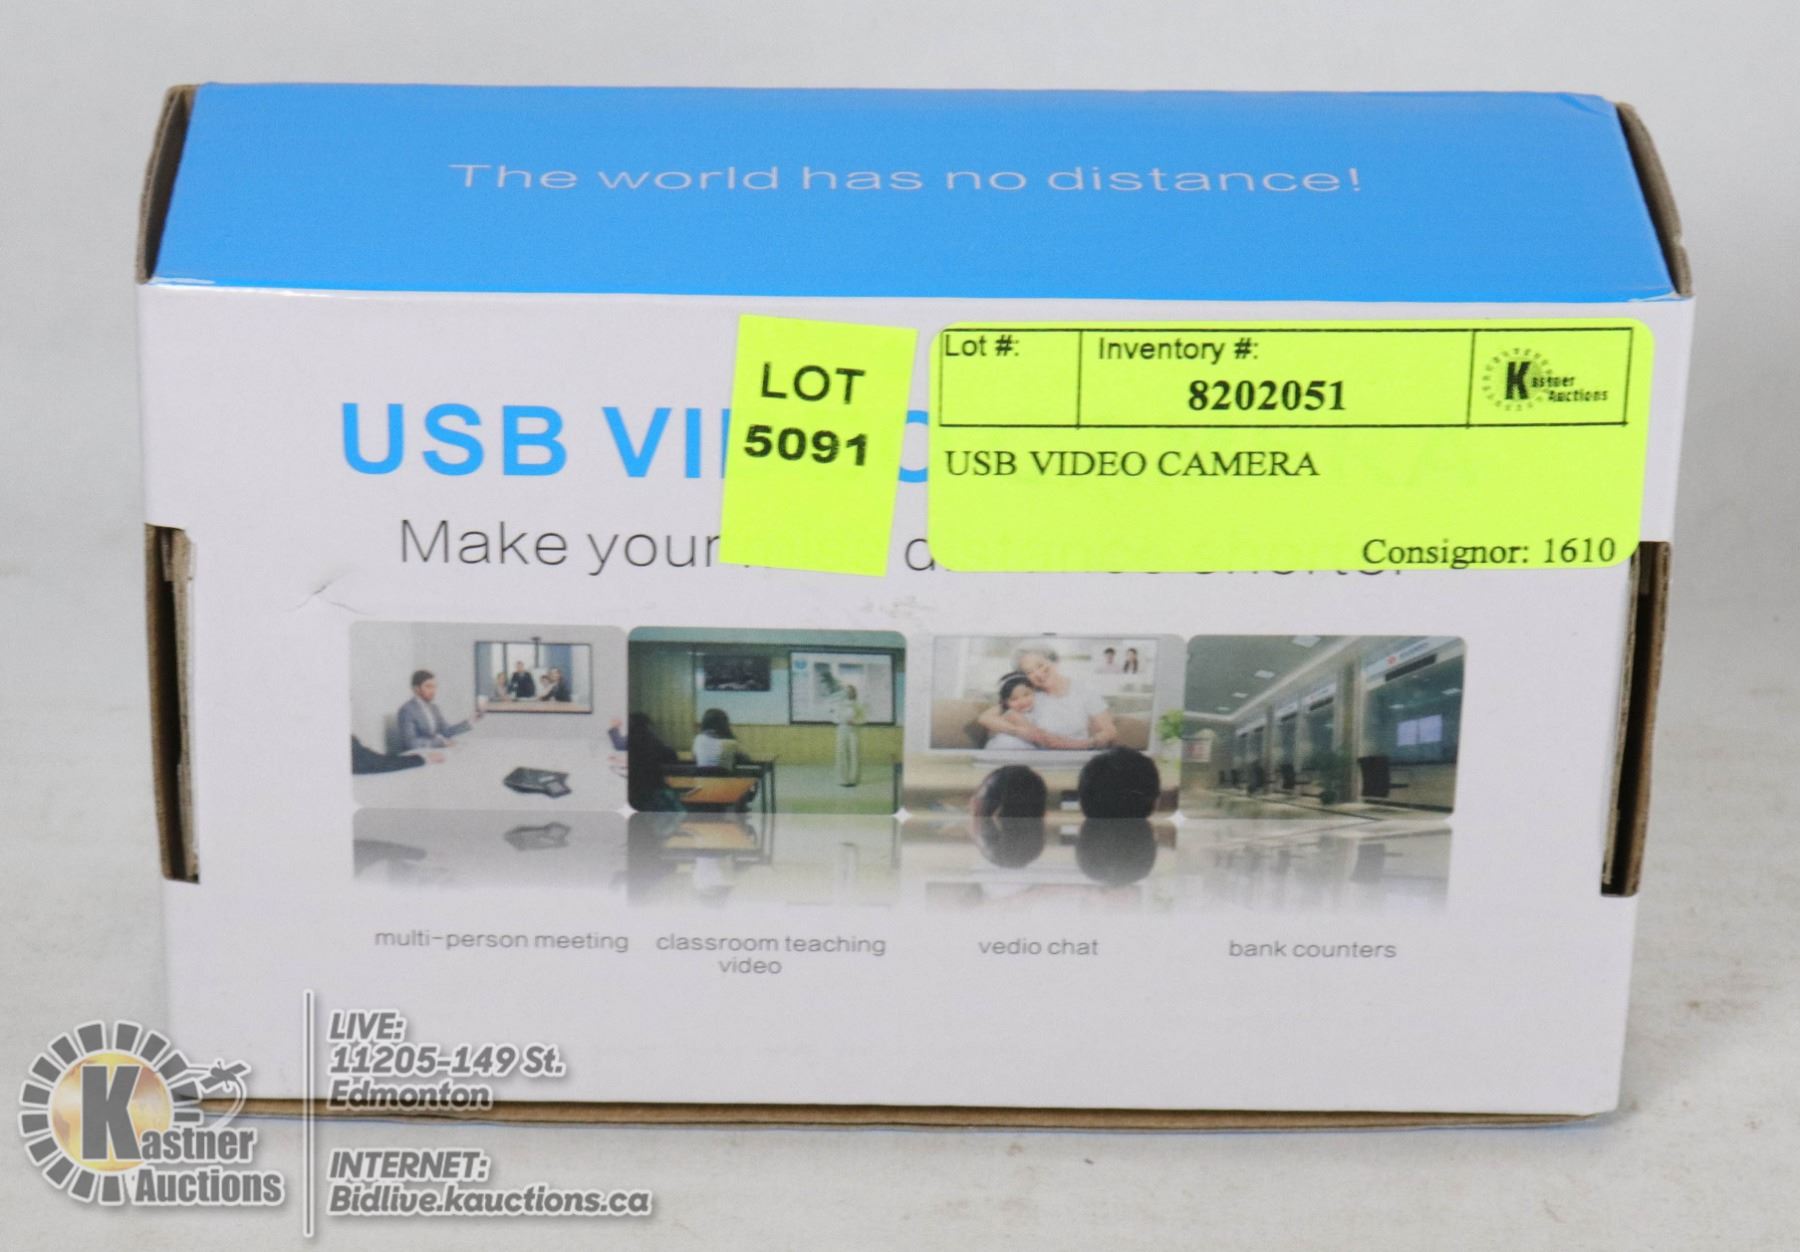 The world has no distance!
LOT
5091
Lot #:
Inventory #:
8202051
Kastner
Auctions
USB VIDEO CAMERA
Consignor: 1610
USB
Make your distance shorter
multi-person meeting
classroom teaching
video
vedio chat
bank counters
Kastner
Auctions
LIVE:
11205-149 St.
Edmonton
INTERNET:
Bidlive.kauctions.ca